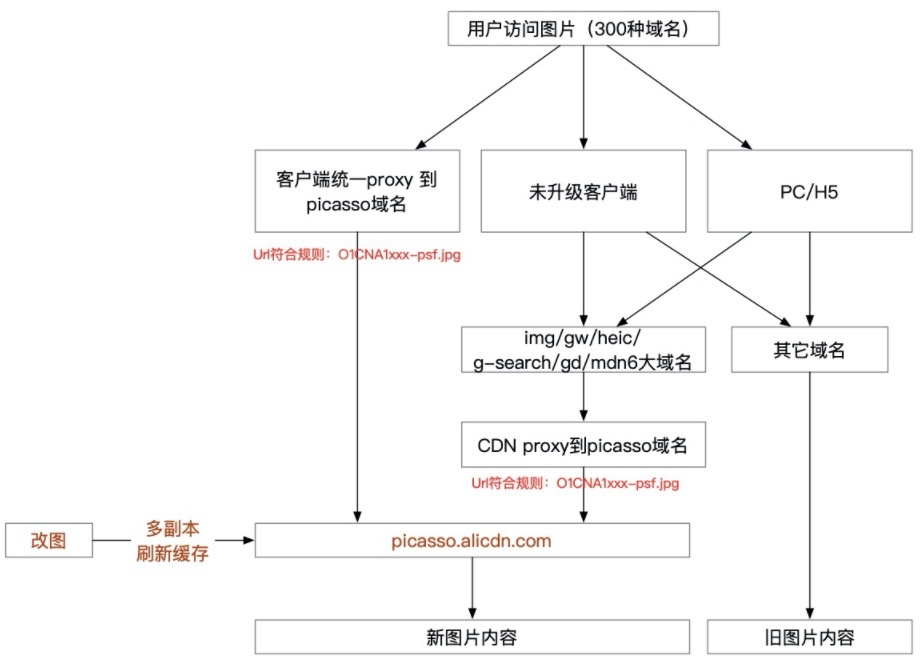 用户访问图片（300种域名）
客户端统一proxy 到
picasso域名
未升级客户端
PC/H5
Url符合规则：O1CNA1xxx-psf.jpg
img/gw/heic/
g-search/gd/mdn6大域名
其它域名
CDN proxy到picasso域名
Url符合规则：O1CNA1xxx-psf.jpg
改图
多副本
刷新缓存
picasso.alicdn.com
新图片内容
旧图片内容